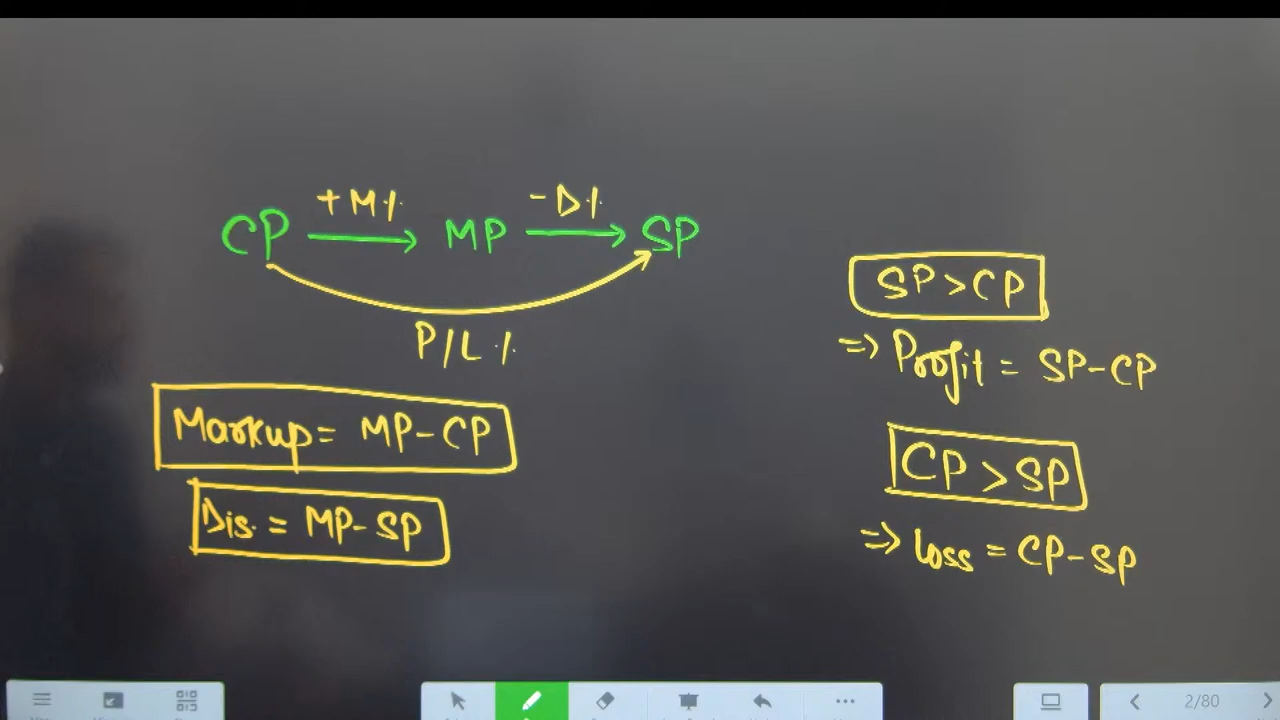 +M%
-D%
CP → MP → SP
P/L %
Markup = MP-CP
Dis. = MP-SP
SP>CP
⇒ Profit = SP-CP
CP>SP
⇒ Loss = CP-SP
2/80